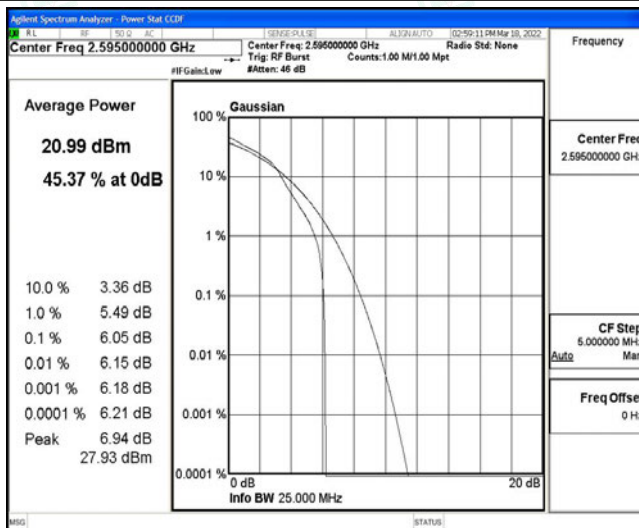 Agilent Spectrum Analyzer - Power Stat CCDF
RL RF 50 Ω AC SENSE:PULSE ALIGN AUTO 02:59:11 PM Mar 18, 2022
Center Freq 2.595000000 GHz
Center Freq: 2.595000000 GHz Radio Std: None
Trig: RF Burst Counts:1.00 M/1.00 Mpt
#IFGain:Low #Atten: 46 dB
Frequency
Average Power
20.99 dBm
45.37 % at 0dB
10.0 % 3.36 dB
1.0 % 5.49 dB
0.1 % 6.05 dB
0.01 % 6.15 dB
0.001 % 6.18 dB
0.0001 % 6.21 dB
Peak 6.94 dB
27.93 dBm
Gaussian
100 %
10 %
1 %
0.1 %
0.01 %
0.001 %
0.0001 %
0 dB 20 dB
Info BW 25.000 MHz
Center Freq
2.595000000 GHz
CF Step
5.000000 MHz
Auto Man
Freq Offse
0 Hz
MSG STATUS